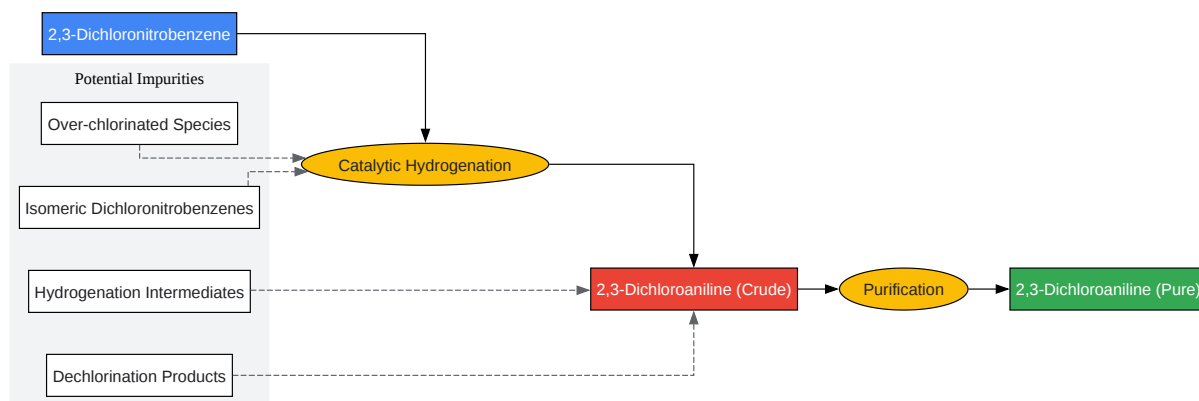 2,3-Dichloronitrobenzene
Potential Impurities
Over-chlorinated Species
Catalytic Hydrogenation
Isomeric Dichloronitrobenzenes
Hydrogenation Intermediates
2,3-Dichloroaniline (Crude)
Purification
2,3-Dichloroaniline (Pure)
Dechlorination Products